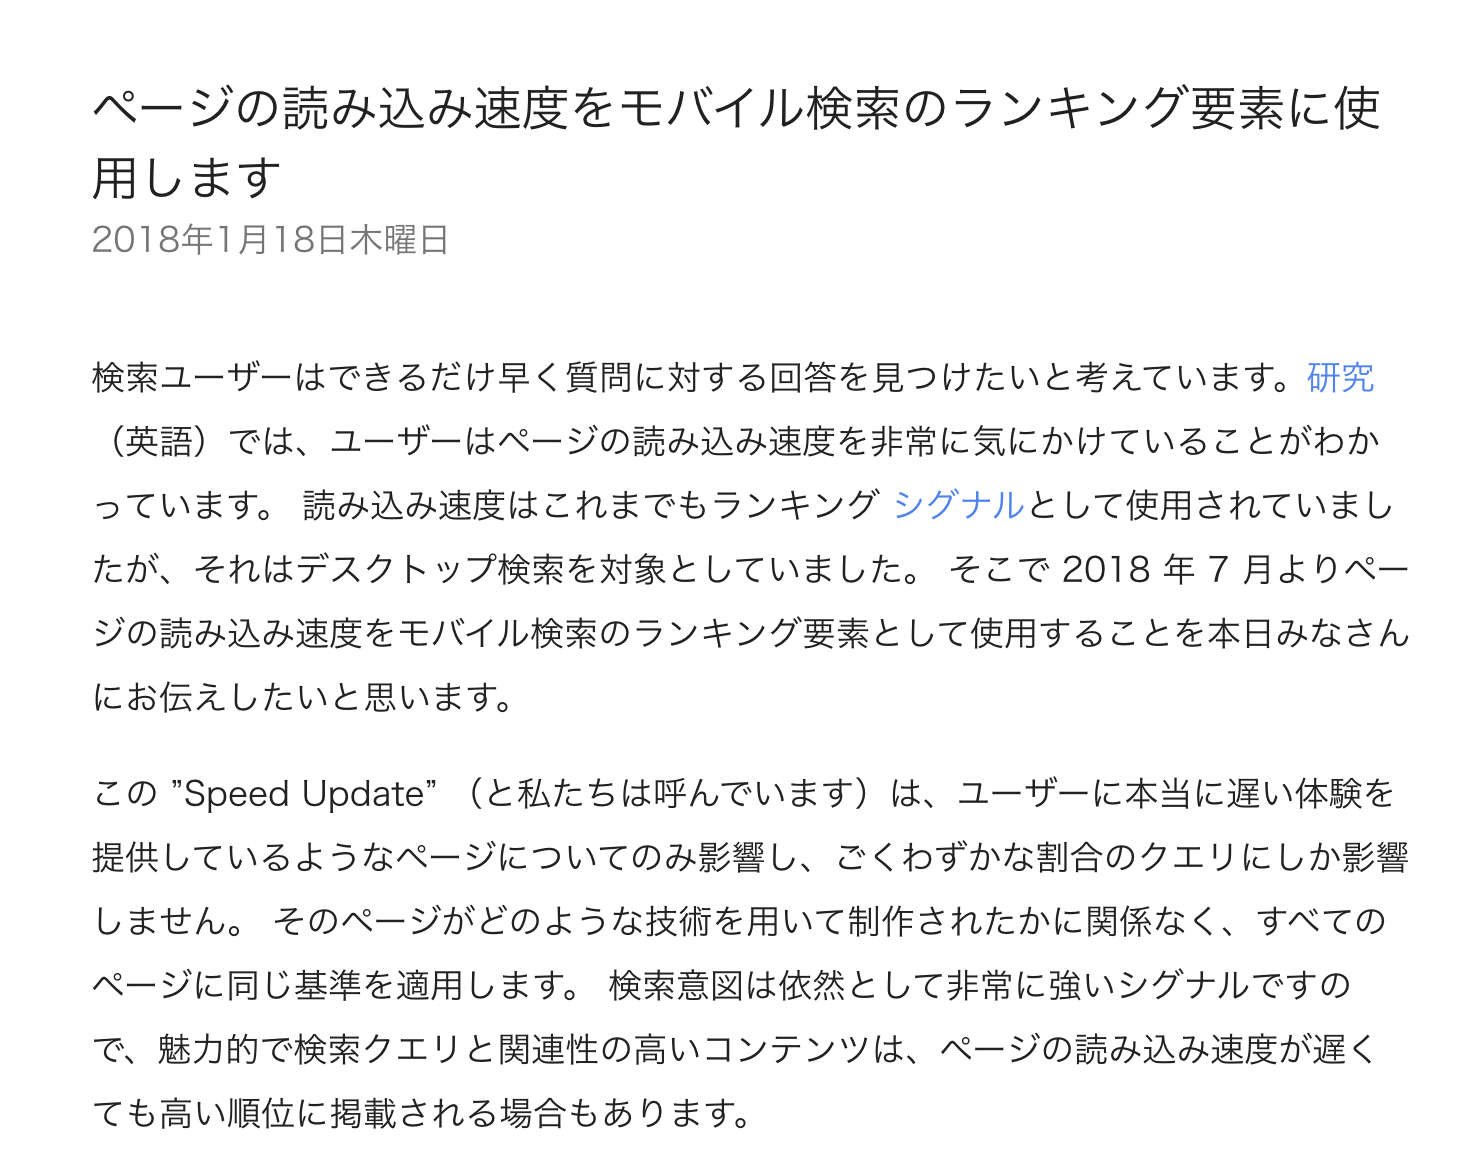 ページの読み込み速度をモバイル検索のランキング要素に使
用します
2018年1月18日木曜日
検索ユーザーはできるだけ早く質問に対する回答を見つけたいと考えています。研究
（英語）では、ユーザーはページの読み込み速度を非常に気にかけていることがわか
っています。 読み込み速度はこれまでもランキング シグナルとして使用されていまし
たが、それはデスクトップ検索を対象としていました。 そこで 2018 年 7 月よりペー
ジの読み込み速度をモバイル検索のランキング要素として使用することを本日みなさん
にお伝えしたいと思います。
この ”Speed Update” （と私たちは呼んでいます）は、ユーザーに本当に遅い体験を
提供しているようなページについてのみ影響し、ごくわずかな割合のクエリにしか影響
しません。 そのページがどのような技術を用いて制作されたかに関係なく、すべての
ページに同じ基準を適用します。 検索意図は依然として非常に強いシグナルですの
で、魅力的で検索クエリと関連性の高いコンテンツは、ページの読み込み速度が遅く
ても高い順位に掲載される場合もあります。